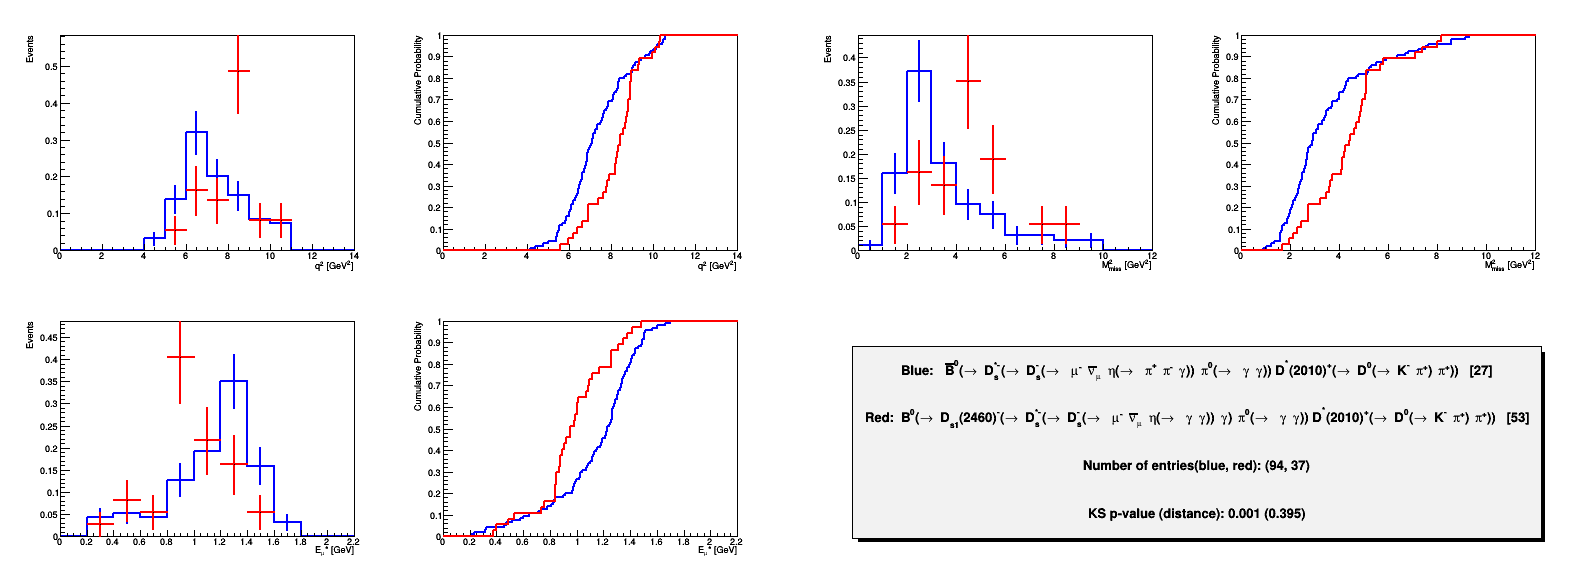 Events
0.5
0.4
0.3
0.2
0.1
0
0 2 4 6 8 10 12 14
q² [GeV²]
Cumulative Probability
1
0.9
0.8
0.7
0.6
0.5
0.4
0.3
0.2
0.1
0
0 2 4 6 8 10 12 14
q² [GeV²]
Events
0.4
0.35
0.3
0.25
0.2
0.15
0.1
0.05
0
0 2 4 6 8 10 12
M²miss [GeV²]
Cumulative Probability
1
0.9
0.8
0.7
0.6
0.5
0.4
0.3
0.2
0.1
0
0 2 4 6 8 10 12
M²miss [GeV²]
Events
0.45
0.4
0.35
0.3
0.25
0.2
0.15
0.1
0.05
0
0 0.2 0.4 0.6 0.8 1 1.2 1.4 1.6 1.8 2 2.2
Eμ* [GeV]
Cumulative Probability
1
0.9
0.8
0.7
0.6
0.5
0.4
0.3
0.2
0.1
0
0 0.2 0.4 0.6 0.8 1 1.2 1.4 1.6 1.8 2 2.2
Eμ* [GeV]
Blue: B̅⁰(→ Ds*⁻(→ Ds⁻(→ μ⁻ ν̅μ η(→ π⁺ π⁻ γ)) π⁰(→ γ γ)) D*(2010)⁺(→ D⁰(→ K⁻ π⁺) π⁺)) [27]
Red: B⁰(→ Ds1(2460)⁻(→ Ds*⁻(→ Ds⁻(→ μ⁻ ν̅μ η(→ γ γ)) γ) π⁰(→ γ γ)) D*(2010)⁺(→ D⁰(→ K⁻ π⁺) π⁺)) [53]
Number of entries(blue, red): (94, 37)
KS p-value (distance): 0.001 (0.395)